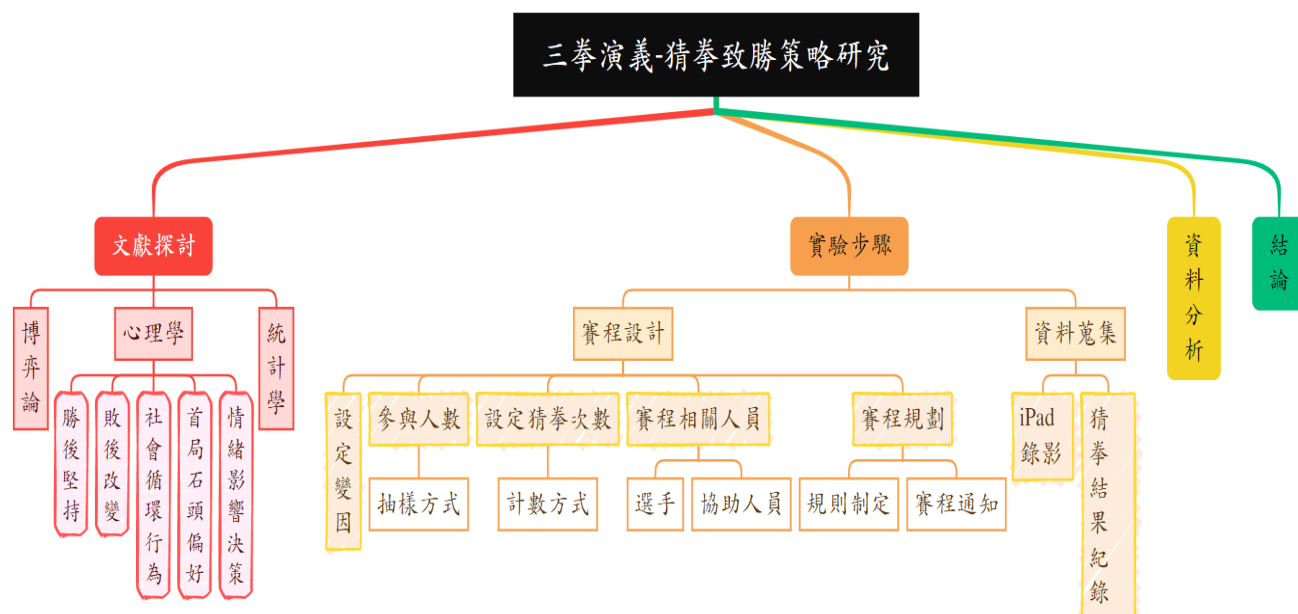 三拳演義-猜拳致勝策略研究
文獻探討
實驗步驟
資料分析
結論
博弈論
心理學
統計學
賽程設計
資料蒐集
勝後堅持
敗後改變
社會循環行為
首局石頭偏好
情緒影響決策
設定變因
參與人數
設定猜拳次數
賽程相關人員
賽程規劃
iPad
錄影
猜拳結果紀錄
抽樣方式
計數方式
選手
協助人員
規則制定
賽程通知